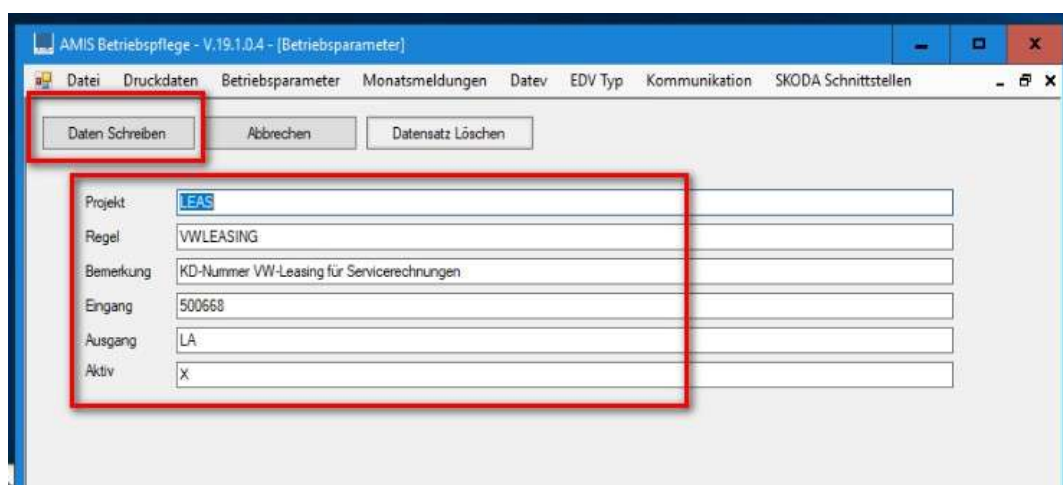 AMIS Betriebspflege - V.19.1.0.4 - [Betriebsparameter]
Datei Druckdaten Betriebsparameter Monatsmeldungen Datev EDV Typ Kommunikation SKODA Schnittstellen
Daten Schreiben Abbrechen Datensatz Löschen
Projekt LEAS
Regel VWLEASING
Bemerkung KD-Nummer VW-Leasing für Servicerechnungen
Eingang 500668
Ausgang LA
Aktiv X